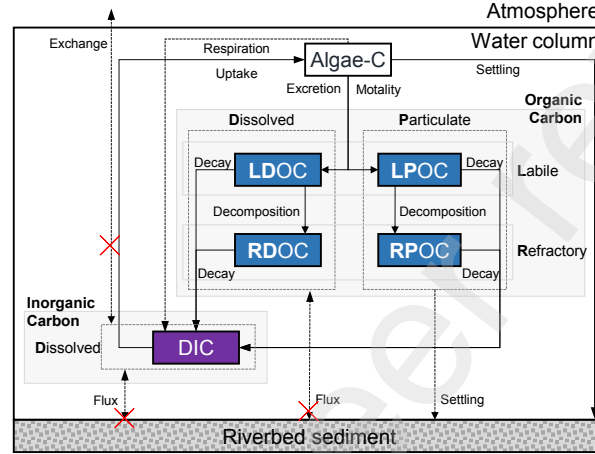 Atmosphere
Water column
Exchange
Respiration
Uptake
Algae-C
Settling
Excretion
Motality
Organic
Carbon
Dissolved
Particulate
Decay
LDOC
LPOC
Decay
Labile
Decomposition
Decomposition
RDOC
RPOC
Refractory
Decay
Decay
Inorganic
Carbon
Dissolved
DIC
Flux
Flux
Settling
Riverbed sediment